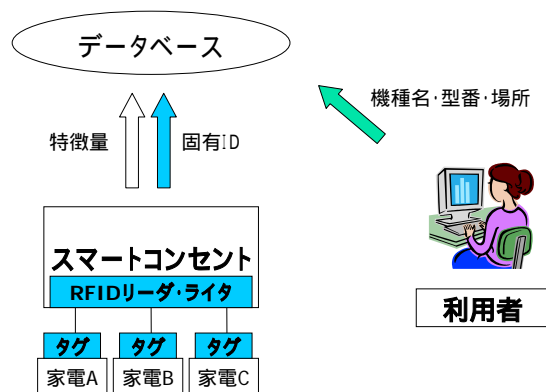 データベース
機種名･型番･場所
特徴量
固有ID
スマートコンセント
RFIDリーダ･ライタ
利用者
タグ
タグ
タグ
家電A
家電B
家電C